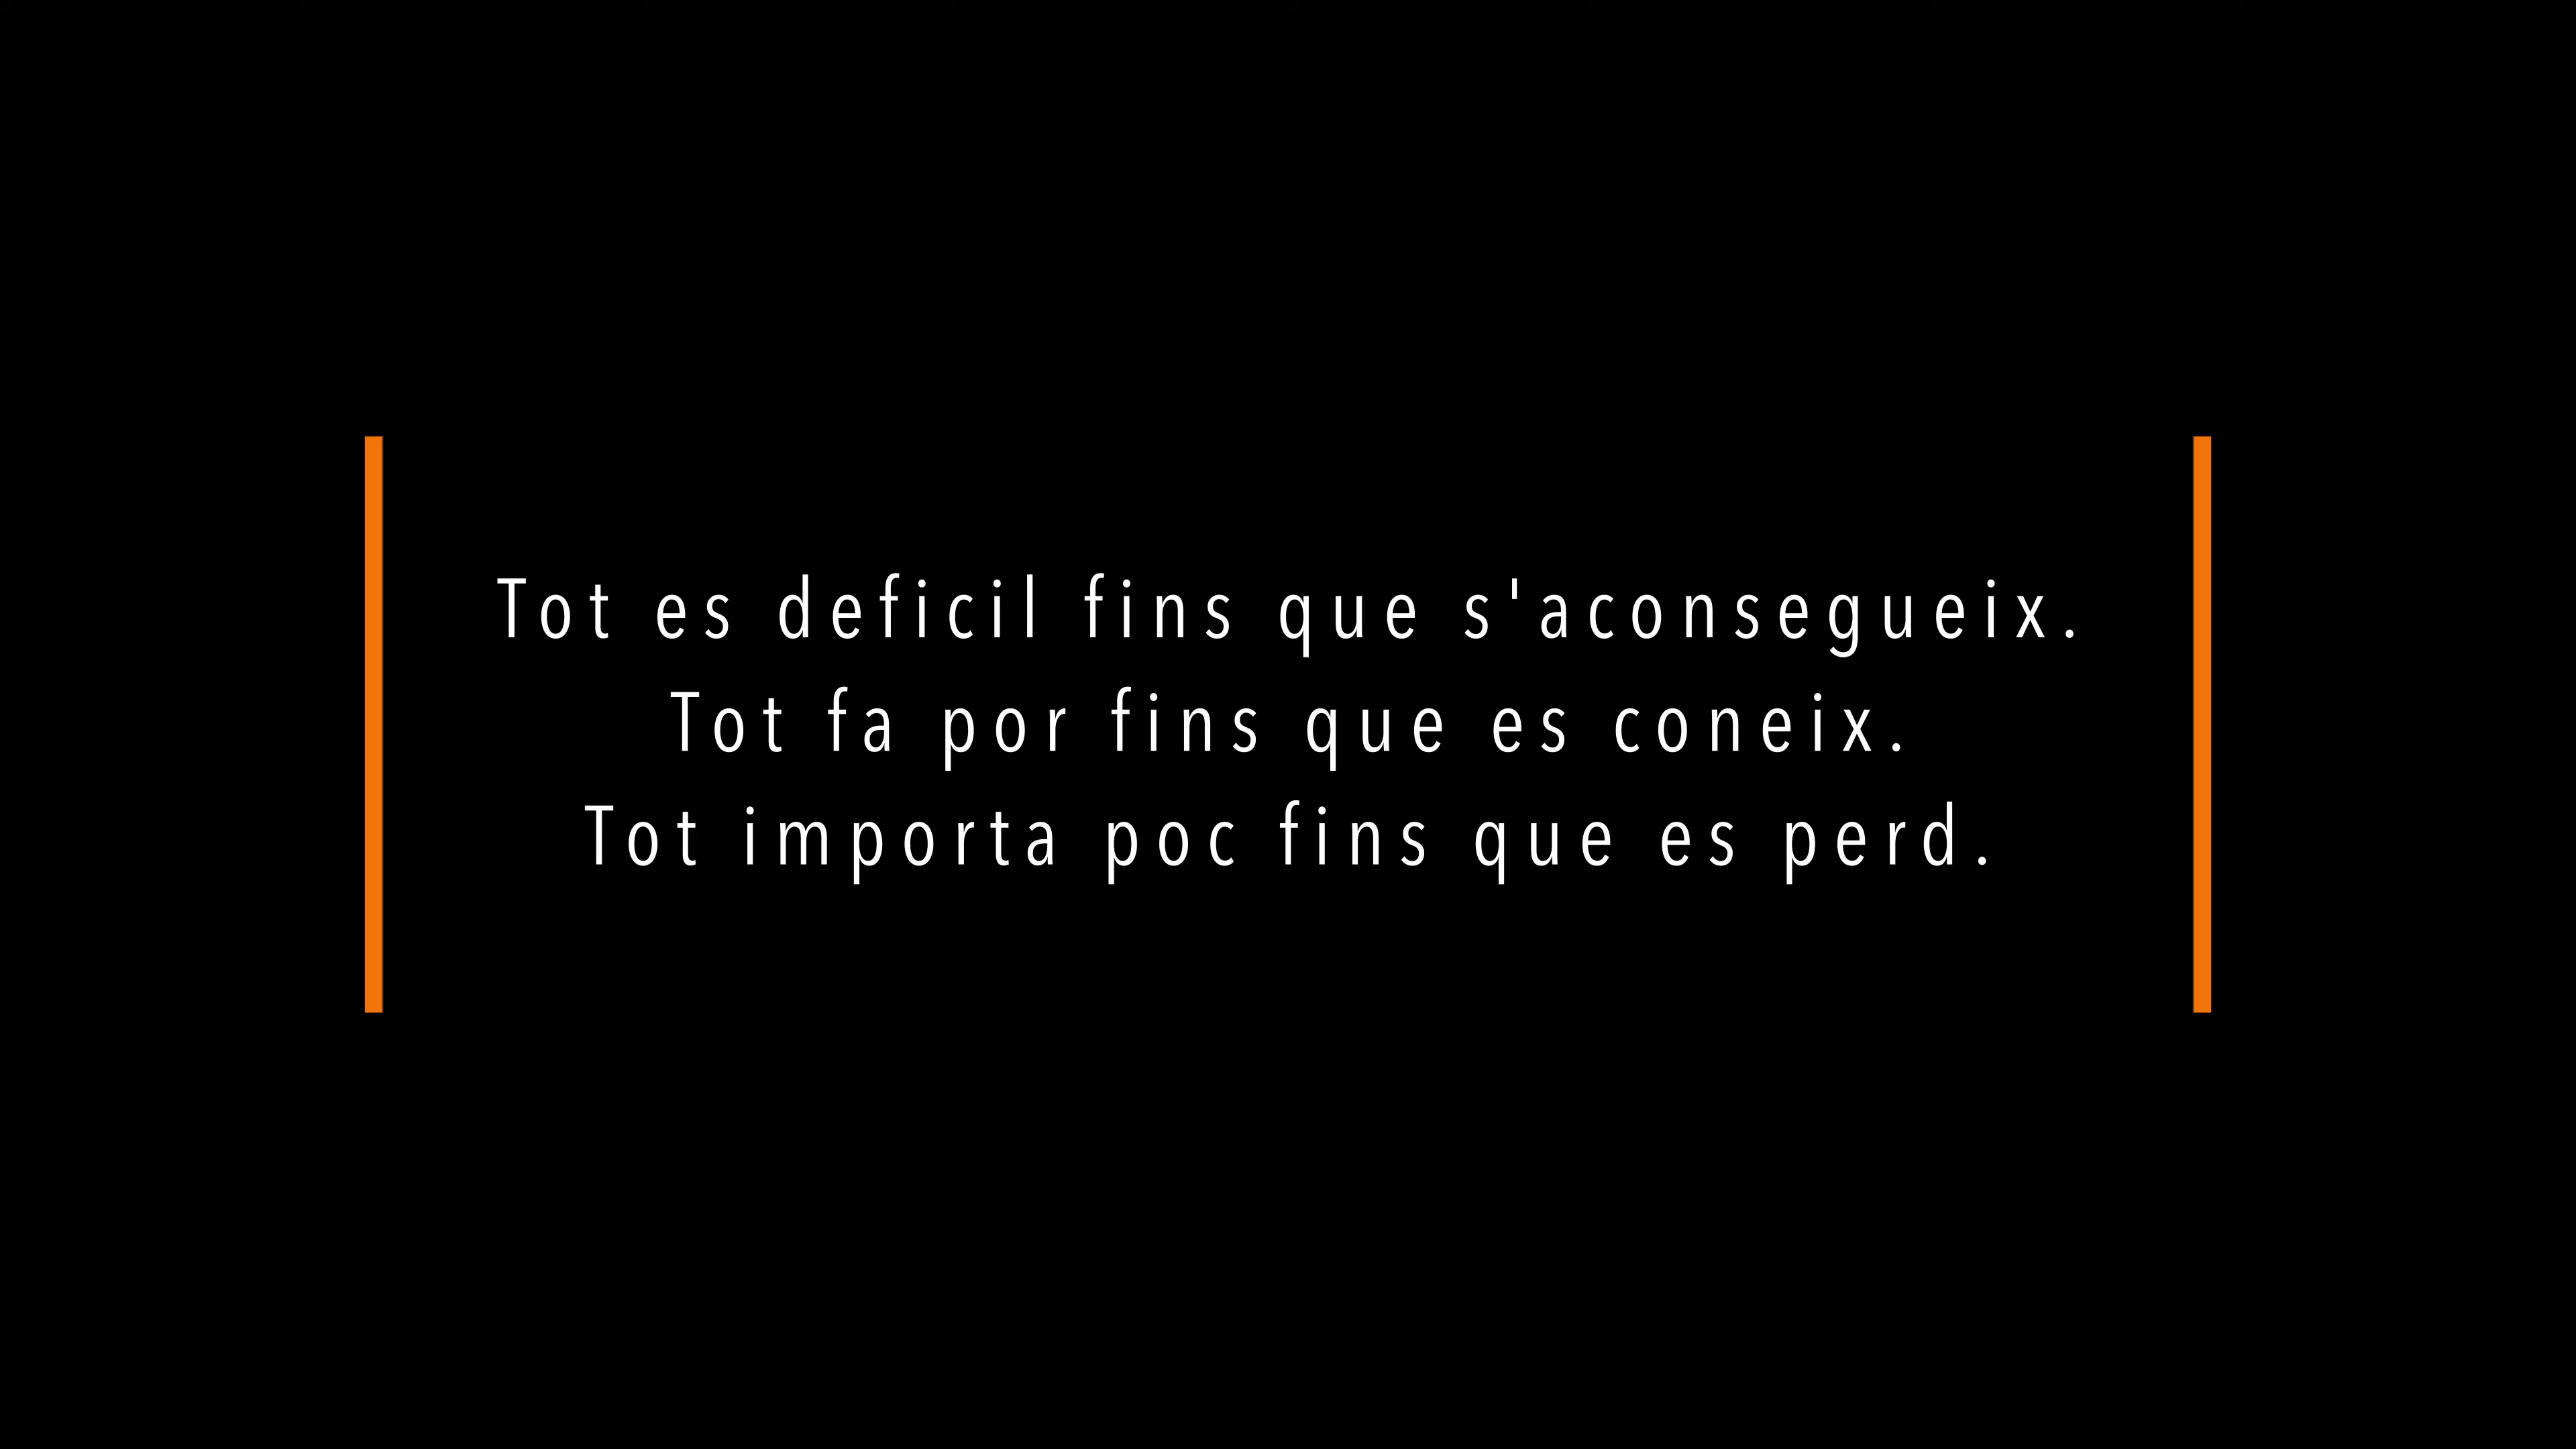 Tot es deficil fins que s'aconsegueix.
Tot fa por fins que es coneix.
Tot importa poc fins que es perd.